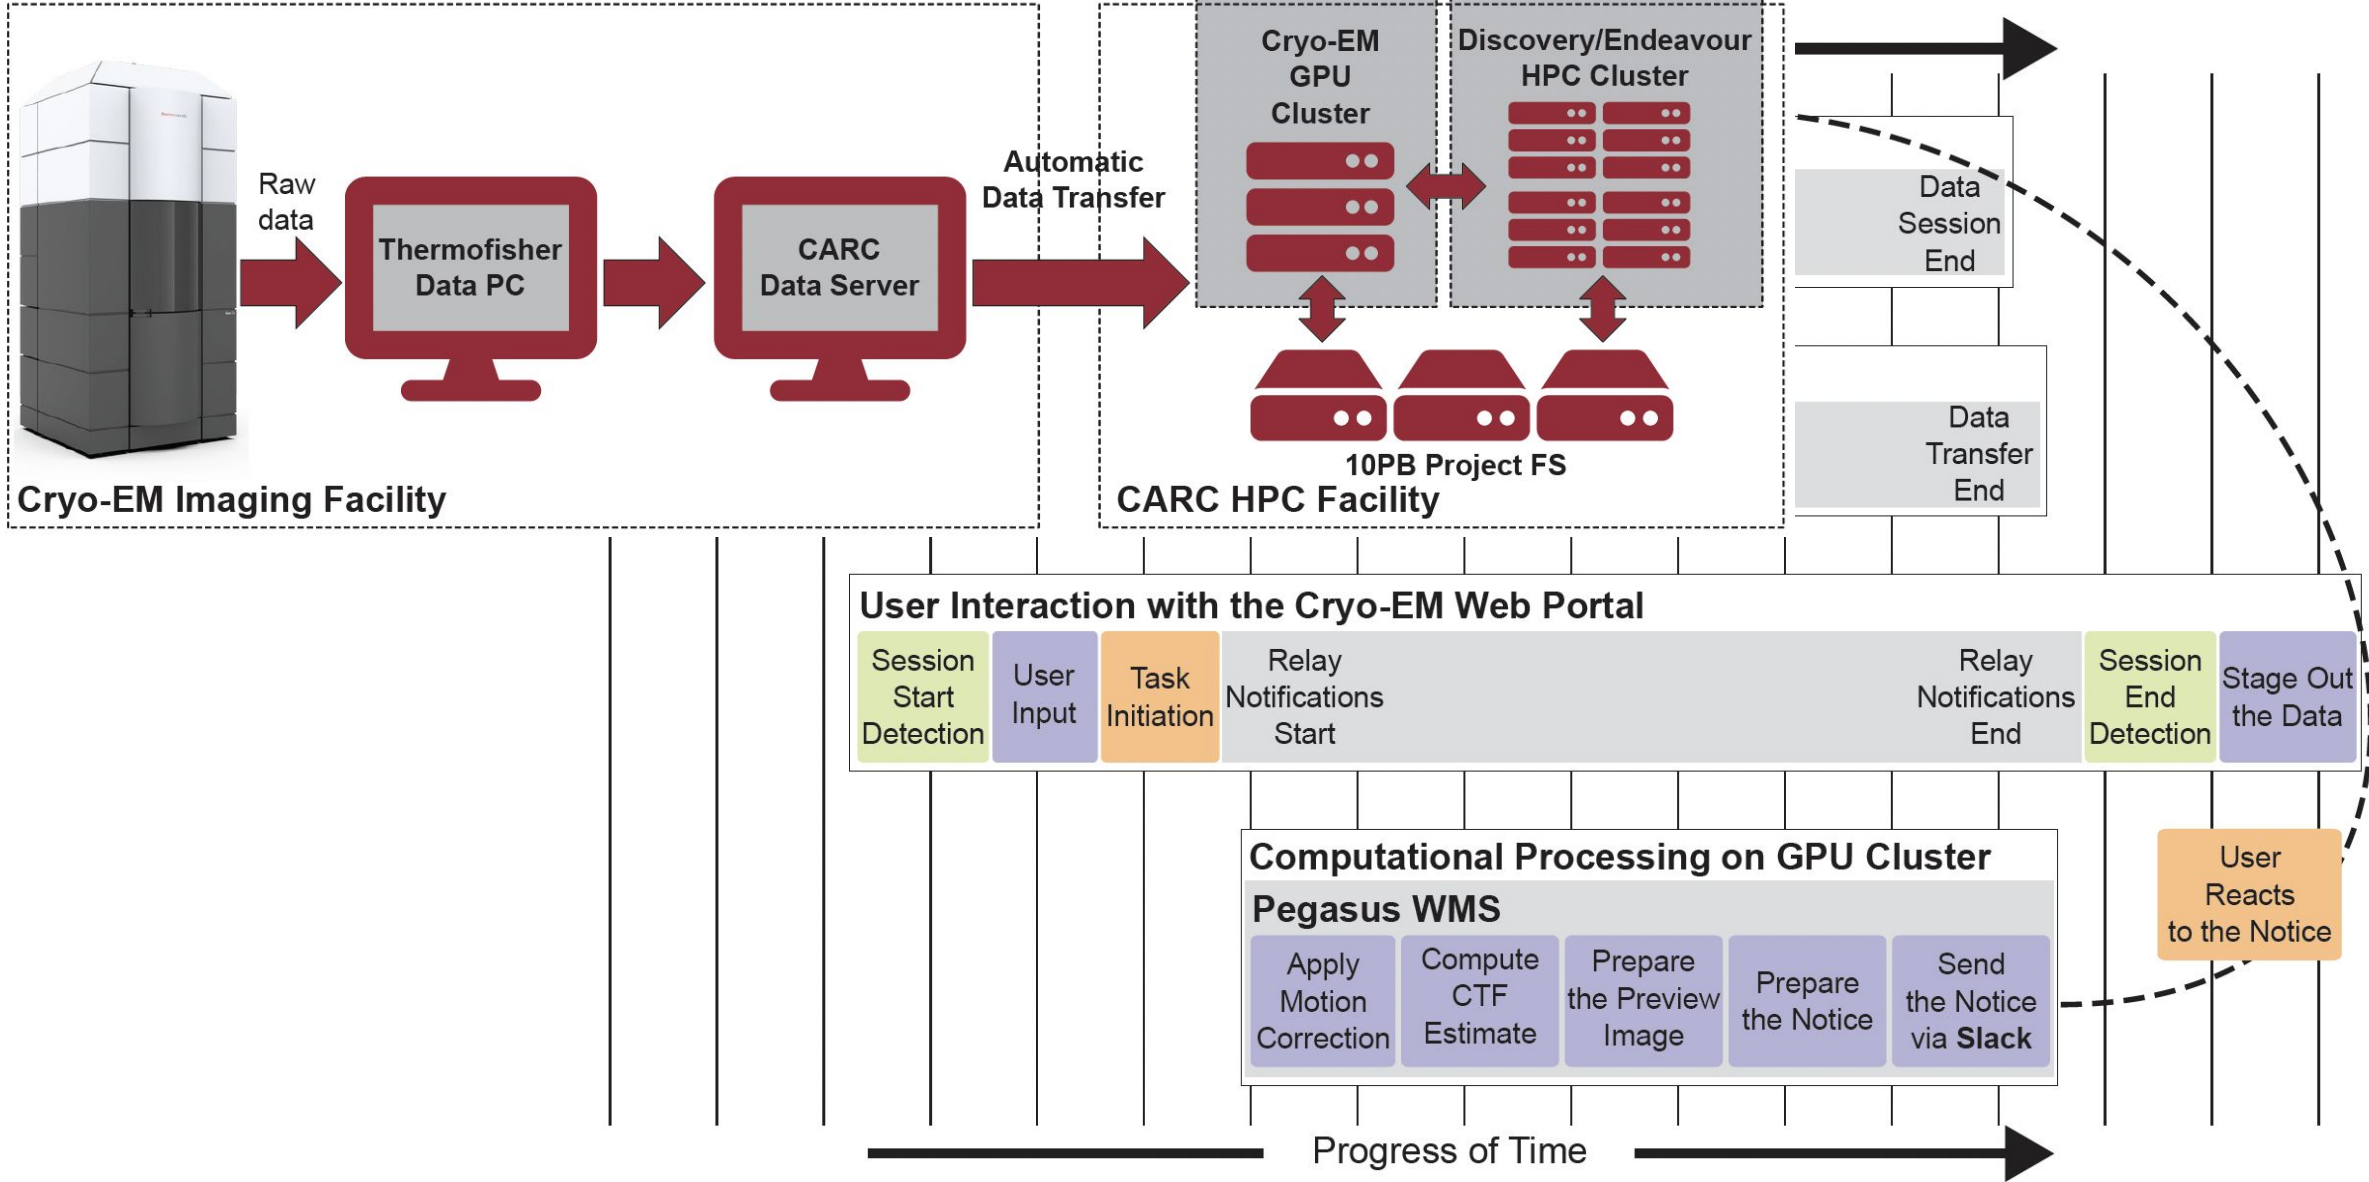 Cryo-EM
GPU
Cluster
Discovery/Endeavour
HPC Cluster
Raw
data
Thermofisher
Data PC
CARC
Data Server
Automatic
Data Transfer
Data
Session
End
10PB Project FS
Data
Transfer
End
Cryo-EM Imaging Facility
CARC HPC Facility
User Interaction with the Cryo-EM Web Portal
Session
Start
Detection
User
Input
Task
Initiation
Relay
Notifications
Start
Relay
Notifications
End
Session
End
Detection
Stage Out
the Data
Computational Processing on GPU Cluster
Pegasus WMS
Apply
Motion
Correction
Compute
CTF
Estimate
Prepare
the Preview
Image
Prepare
the Notice
Send
the Notice
via Slack
User
Reacts
to the Notice
Progress of Time